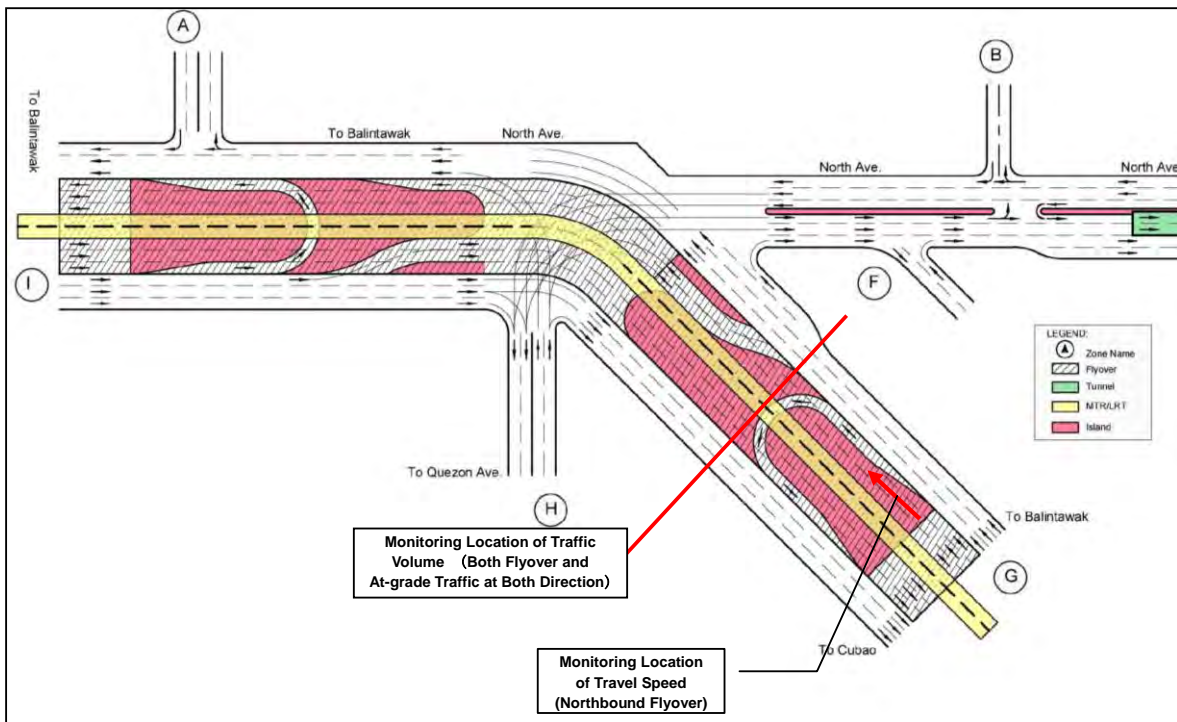 A
B
To Balintawak
To Balintawak
North Ave.
North Ave.
North Ave.
I
F
LEGEND:
A Zone Name
Flyover
Tunnel
MTR/LRT
Island
To Quezon Ave.
H
To Balintawak
G
Monitoring Location of Traffic
Volume （Both Flyover and
At-grade Traffic at Both Direction）
To Cubao
Monitoring Location
of Travel Speed
(Northbound Flyover)